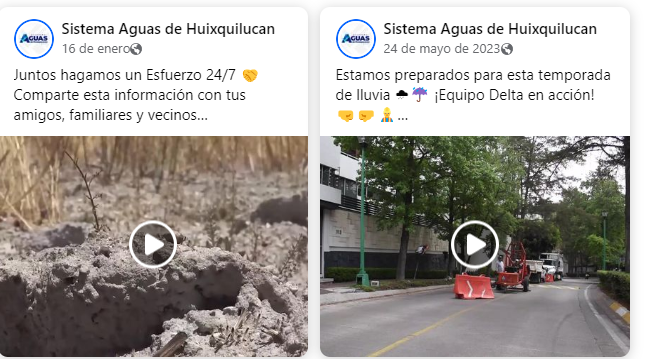 Sistema Aguas de Huixquilucan
16 de enero
Juntos hagamos un Esfuerzo 24/7 🤝
Comparte esta información con tus
amigos, familiares y vecinos...
Sistema Aguas de Huixquilucan
24 de mayo de 2023
Estamos preparados para esta temporada
de lluvia 🌧️☔ ¡Equipo Delta en acción!
🤜🤛👷...
AGUAS
AGUAS